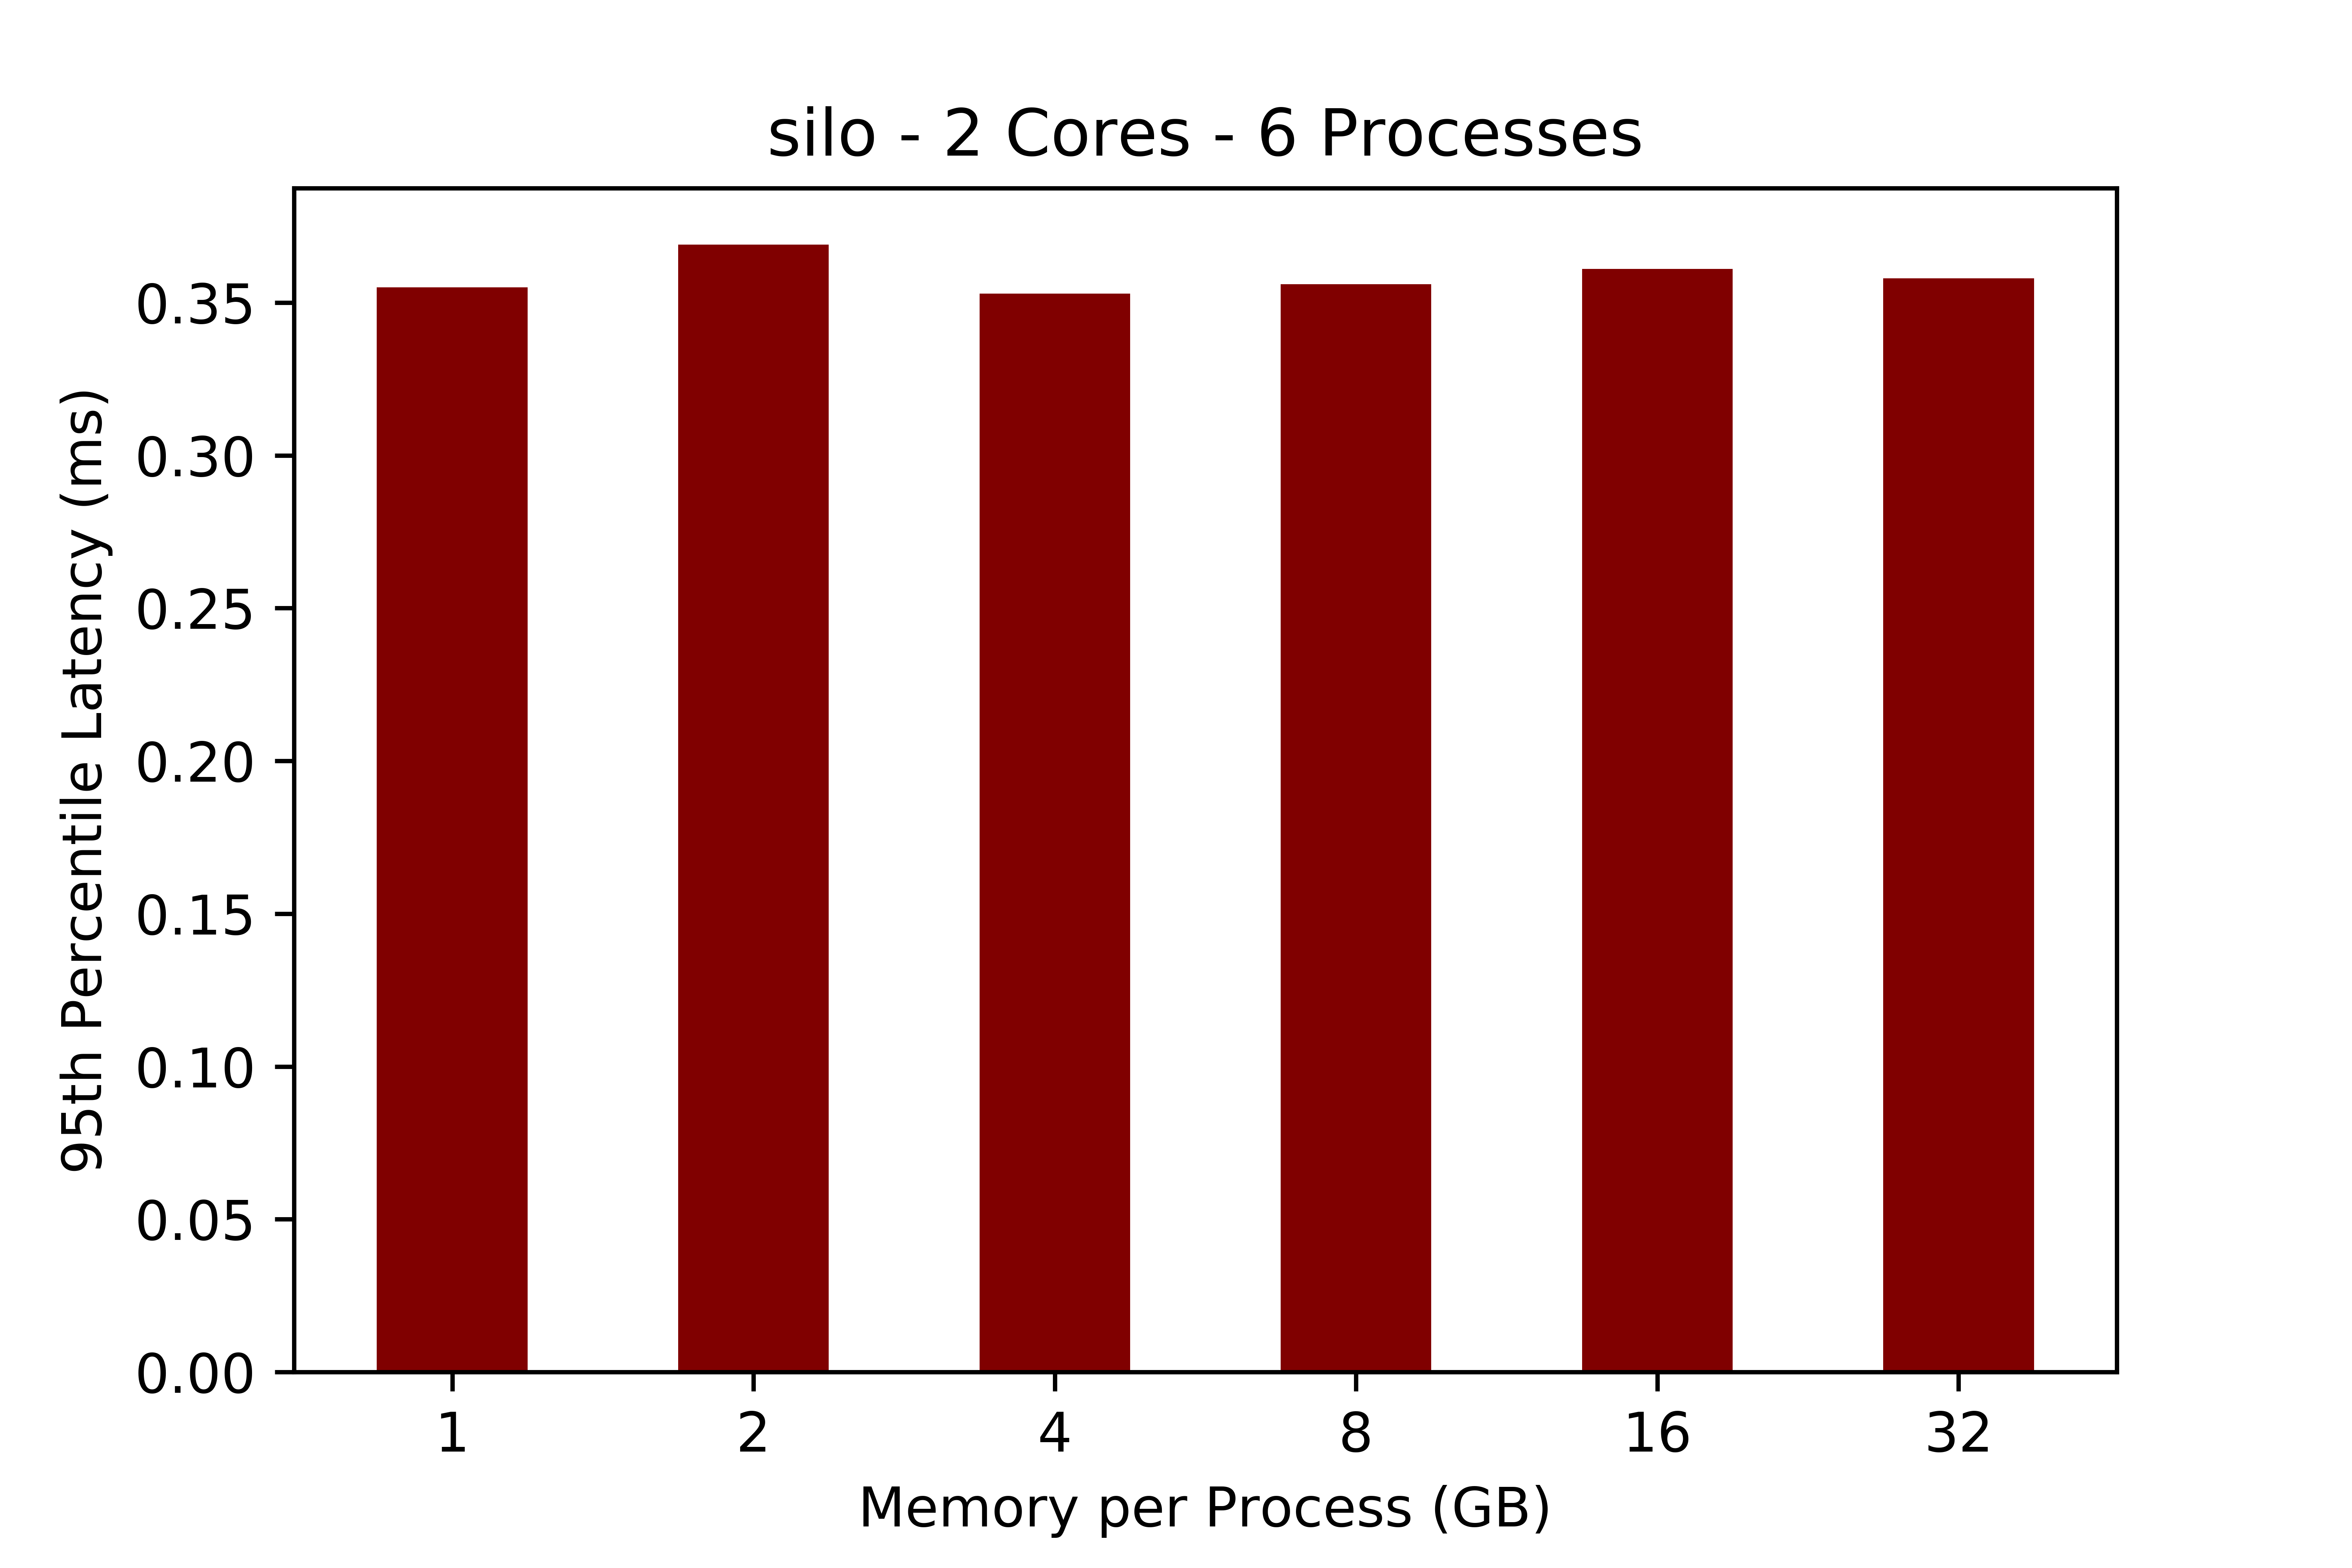 silo - 2 Cores - 6 Processes
95th Percentile Latency (ms)
0.35
0.30
0.25
0.20
0.15
0.10
0.05
0.00
1 2 4 8 16 32
Memory per Process (GB)